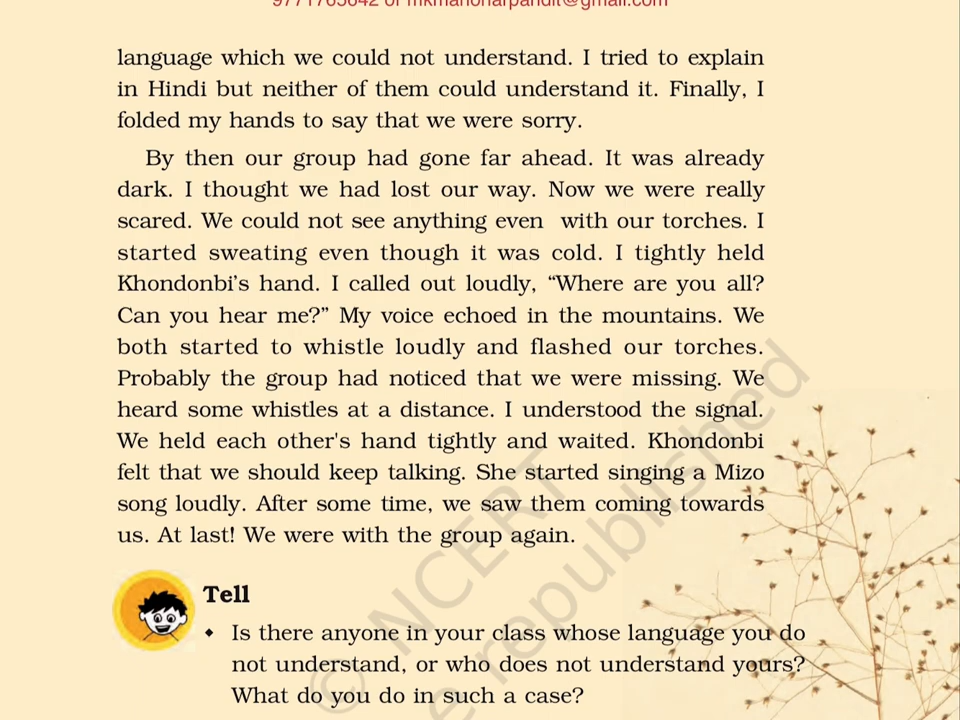 9771765642 or mkmanoharpandit@gmail.com
language which we could not understand. I tried to explain
in Hindi but neither of them could understand it. Finally, I
folded my hands to say that we were sorry.
By then our group had gone far ahead. It was already
dark. I thought we had lost our way. Now we were really
scared. We could not see anything even with our torches. I
started sweating even though it was cold. I tightly held
Khondonbi’s hand. I called out loudly, “Where are you all?
Can you hear me?” My voice echoed in the mountains. We
both started to whistle loudly and flashed our torches.
Probably the group had noticed that we were missing. We
heard some whistles at a distance. I understood the signal.
We held each other's hand tightly and waited. Khondonbi
felt that we should keep talking. She started singing a Mizo
song loudly. After some time, we saw them coming towards
us. At last! We were with the group again.
Tell
◆ Is there anyone in your class whose language you do
not understand, or who does not understand yours?
What do you do in such a case?
© NCERT
republished